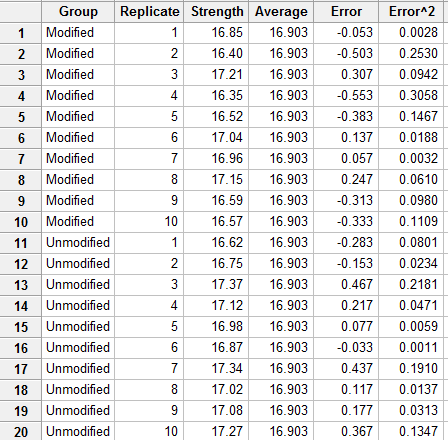 Group Replicate Strength Average Error Error^2
1 Modified 1 16.85 16.903 -0.053 0.0028
2 Modified 2 16.40 16.903 -0.503 0.2530
3 Modified 3 17.21 16.903 0.307 0.0942
4 Modified 4 16.35 16.903 -0.553 0.3058
5 Modified 5 16.52 16.903 -0.383 0.1467
6 Modified 6 17.04 16.903 0.137 0.0188
7 Modified 7 16.96 16.903 0.057 0.0032
8 Modified 8 17.15 16.903 0.247 0.0610
9 Modified 9 16.59 16.903 -0.313 0.0980
10 Modified 10 16.57 16.903 -0.333 0.1109
11 Unmodified 1 16.62 16.903 -0.283 0.0801
12 Unmodified 2 16.75 16.903 -0.153 0.0234
13 Unmodified 3 17.37 16.903 0.467 0.2181
14 Unmodified 4 17.12 16.903 0.217 0.0471
15 Unmodified 5 16.98 16.903 0.077 0.0059
16 Unmodified 6 16.87 16.903 -0.033 0.0011
17 Unmodified 7 17.34 16.903 0.437 0.1910
18 Unmodified 8 17.02 16.903 0.117 0.0137
19 Unmodified 9 17.08 16.903 0.177 0.0313
20 Unmodified 10 17.27 16.903 0.367 0.1347